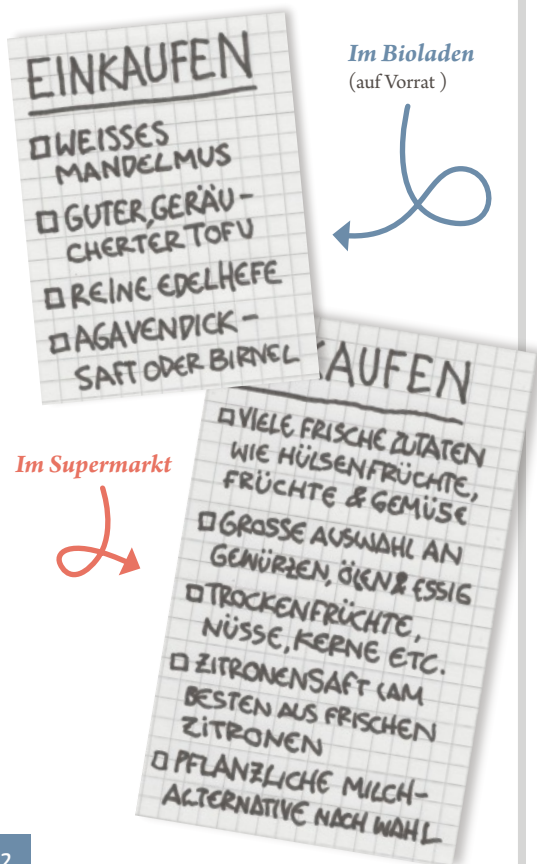 Im Bioladen
(auf Vorrat )
EINKAUFEN
WEISSES
MANDELMUS
GUTER, GERÄU-
CHERTER TOFU
REINE EDELHEFE
AGAVENDICK-
SAFT ODER BIRNEL
Im Supermarkt
KAUFEN
VIELE FRISCHE ZUTATEN
WIE HÜLSENFRÜCHTE,
FRÜCHTE & GEMÜSE
GROSSE AUSWAHL AN
GEWÜRZEN, ÖLEN & ESSIG
TROCKENFRÜCHTE,
NÜSSE, KERNE ETC.
ZITRONENSAFT (AM
BESTEN AUS FRISCHEN
ZITRONEN
PFLANZLICHE MILCH-
ALTERNATIVE NACH WAHL
2